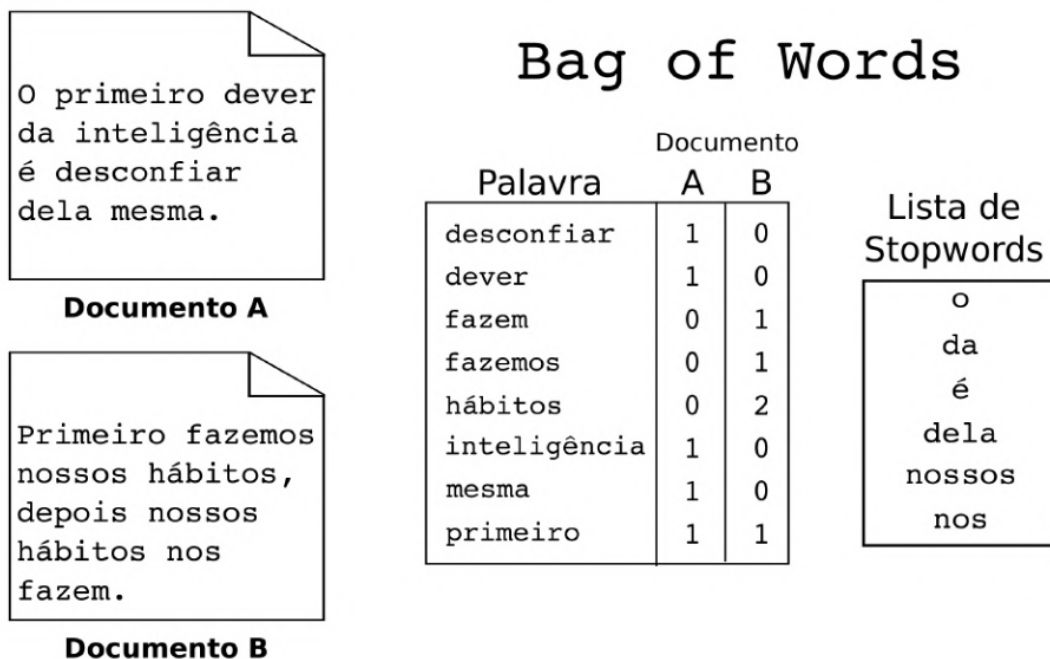 O primeiro dever
da inteligência
é desconfiar
dela mesma.
Documento A
Primeiro fazemos
nossos hábitos,
depois nossos
hábitos nos
fazem.
Documento B
Bag of Words
Documento
Palavra A B
desconfiar 1 0
dever 1 0
fazem 0 1
fazemos 0 1
hábitos 0 2
inteligência 1 0
mesma 1 0
primeiro 1 1
Lista de
Stopwords
o
da
é
dela
nossos
nos